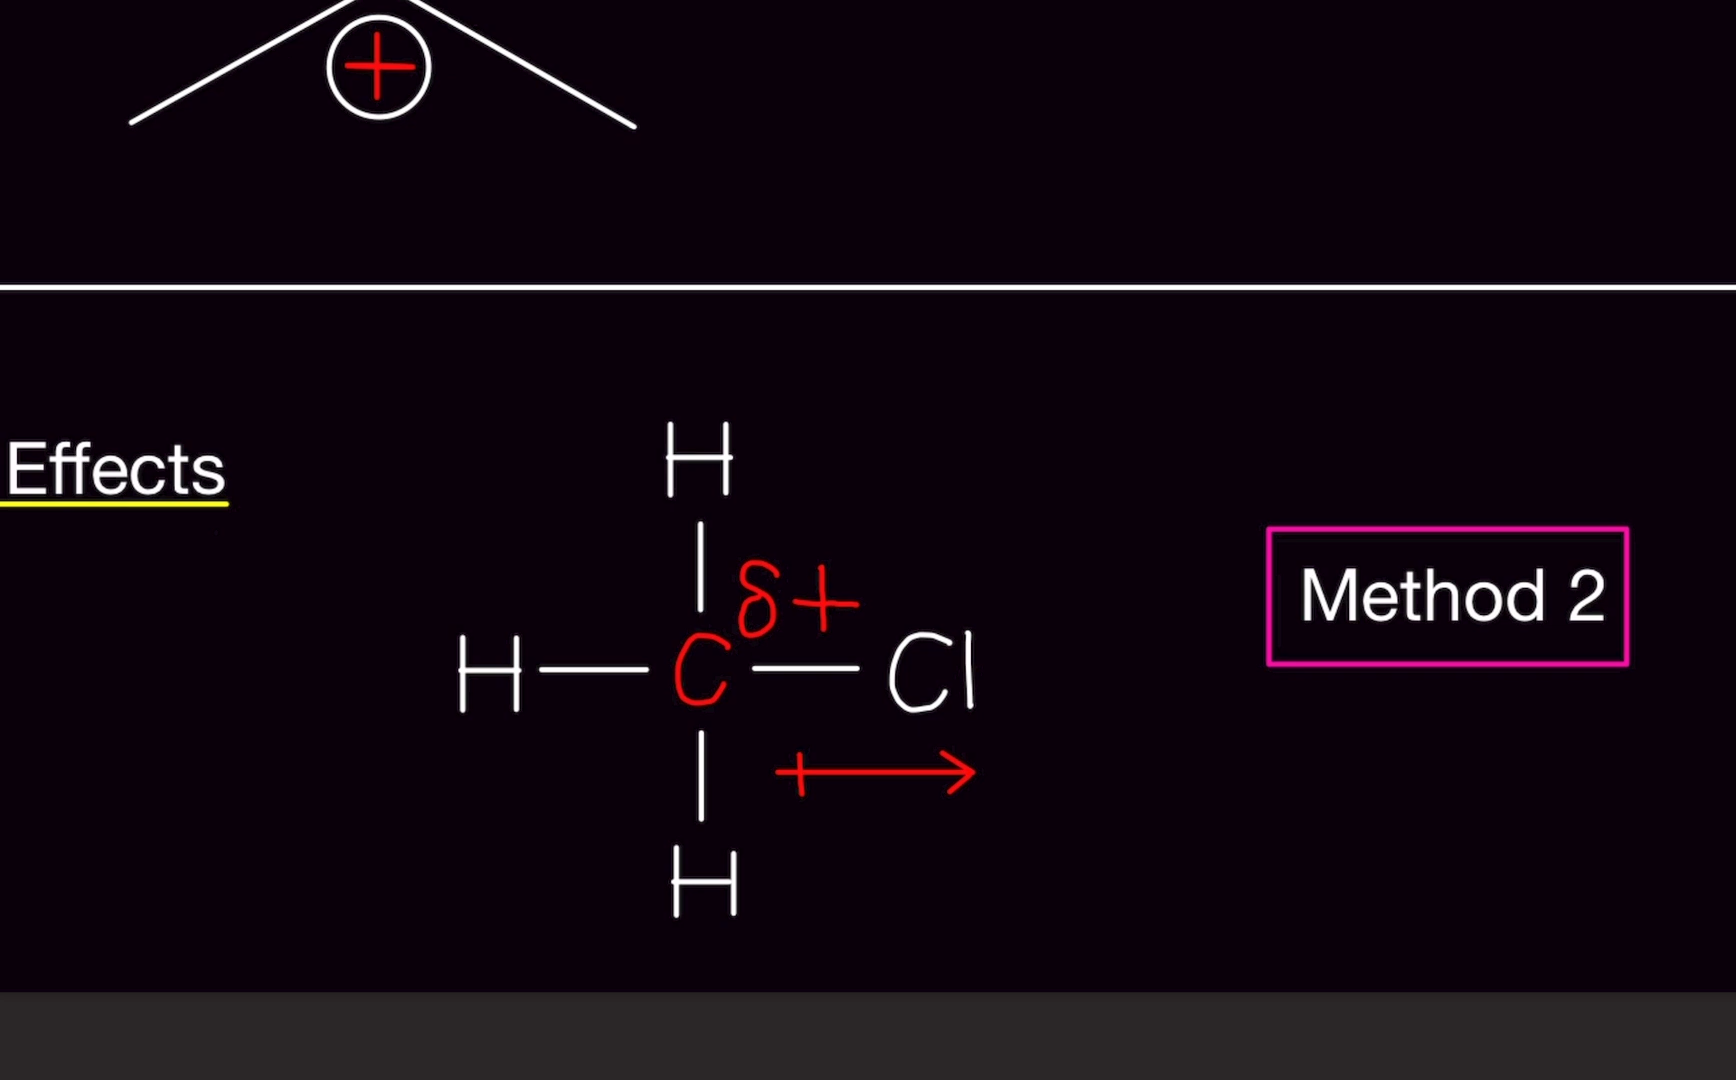 +
Effects
H
δ+
H—C—Cl
H
Method 2